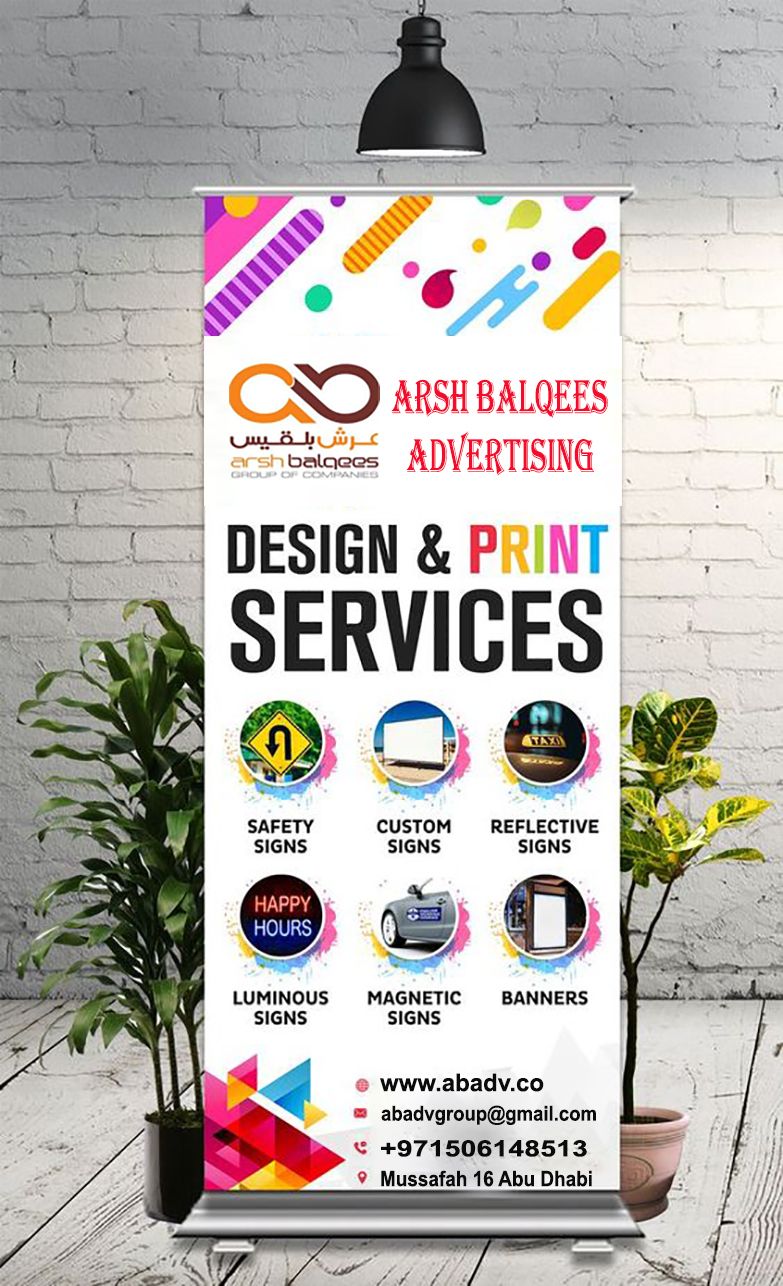 عرش بلقيس
arsh balqees
GROUP OF COMPANIES
ARSH BALQEES
ADVERTISING
DESIGN & PRINT
SERVICES
SAFETY
SIGNS
CUSTOM
SIGNS
TAXI
REFLECTIVE
SIGNS
HAPPY
HOURS
LUMINOUS
SIGNS
MAGNETIC
SIGNS
BANNERS
www.abadv.co
abadvgroup@gmail.com
+971506148513
Mussafah 16 Abu Dhabi